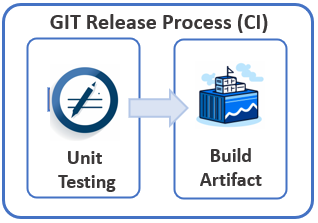 GIT Release Process (CI)
Unit
Testing
Build
Artifact